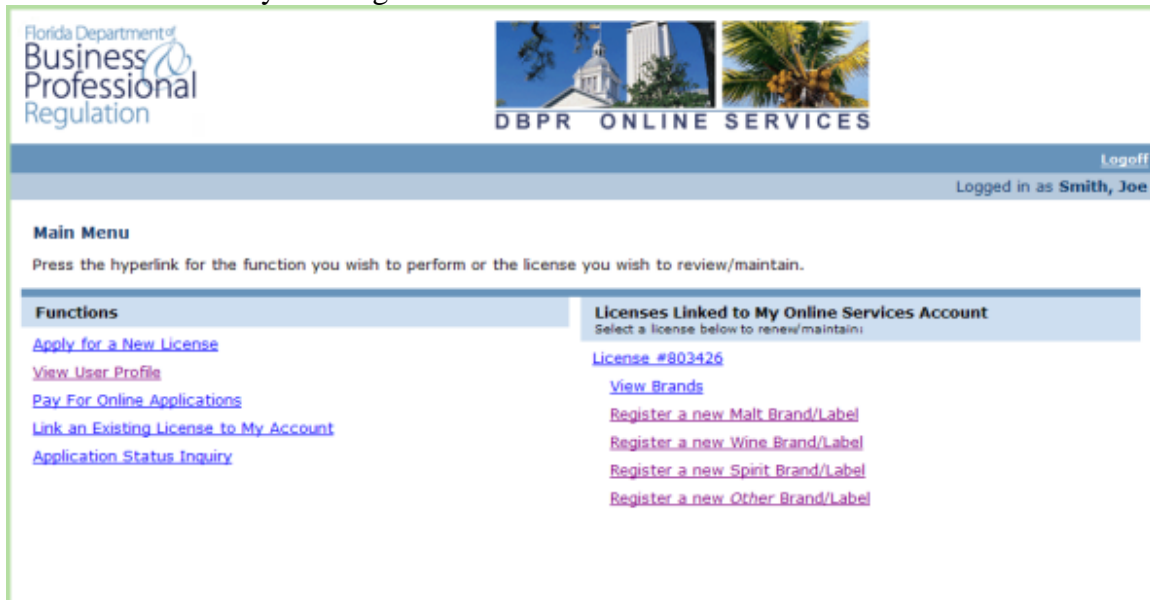 Florida Department of
Business &
Professional
Regulation
DBPR ONLINE SERVICES
Logoff
Logged in as Smith, Joe
Main Menu
Press the hyperlink for the function you wish to perform or the license you wish to review/maintain.
Functions
Apply for a New License
View User Profile
Pay For Online Applications
Link an Existing License to My Account
Application Status Inquiry
Licenses Linked to My Online Services Account
Select a license below to renew/maintain:
License #803426
View Brands
Register a new Malt Brand/Label
Register a new Wine Brand/Label
Register a new Spirit Brand/Label
Register a new Other Brand/Label